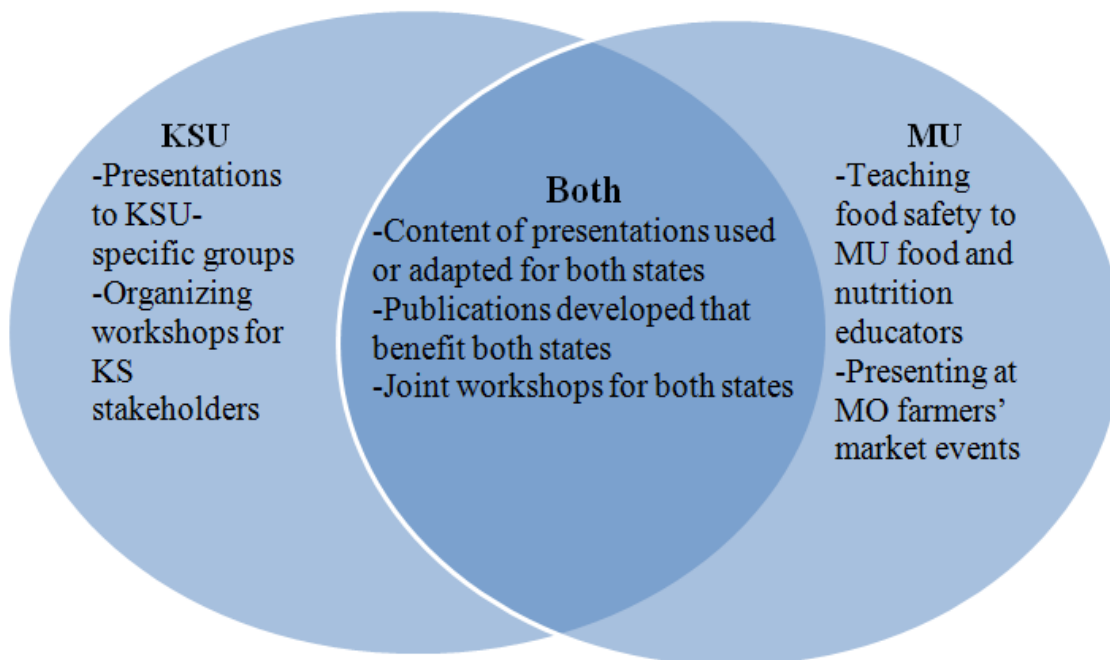 KSU
-Presentations
to KSU-
specific groups
-Organizing
workshops for
KS
stakeholders
Both
-Content of presentations used
or adapted for both states
-Publications developed that
benefit both states
-Joint workshops for both states
MU
-Teaching
food safety to
MU food and
nutrition
educators
-Presenting at
MO farmers’
market events